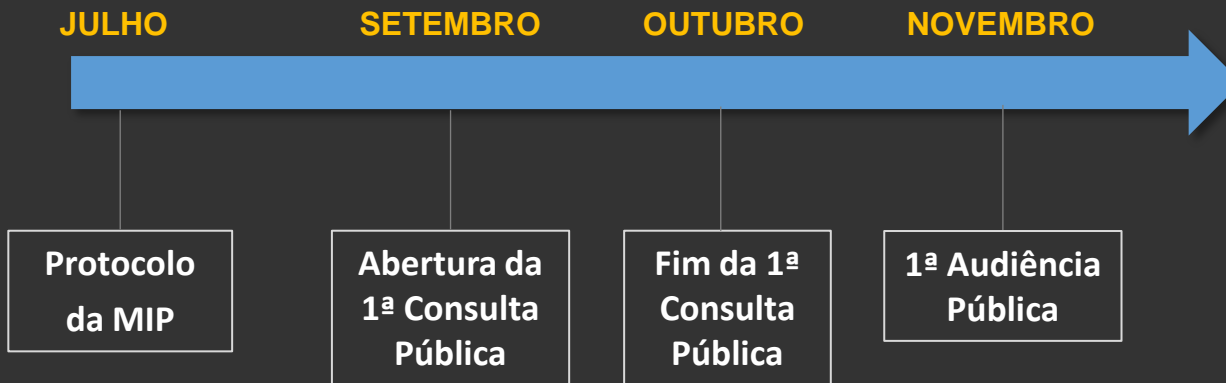 JULHO
SETEMBRO
OUTUBRO
NOVEMBRO
Protocolo
da MIP
Abertura da
1ª Consulta
Pública
Fim da 1ª
Consulta
Pública
1ª Audiência
Pública